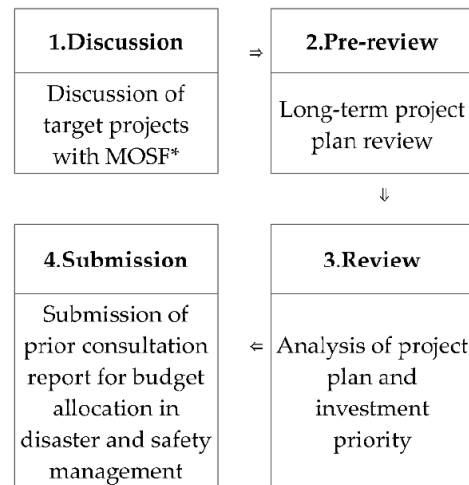 1.Discussion
Discussion of
target projects
with MOSF*
⇒
2.Pre-review
Long-term project
plan review
⇓
3.Review
Analysis of project
plan and
investment
priority
⇐
4.Submission
Submission of
prior consultation
report for budget
allocation in
disaster and safety
management